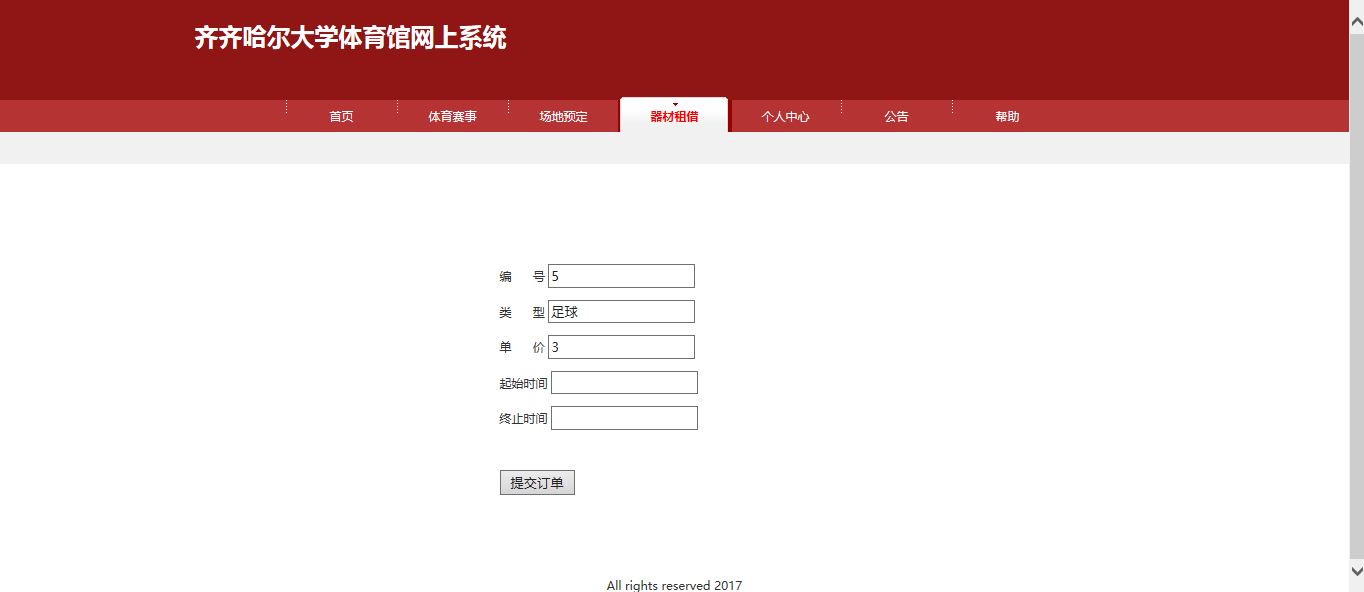 齐齐哈尔大学体育馆网上系统
首页 体育赛事 场地预定 器材租借 个人中心 公告 帮助
编 号 5
类 型 足球
单 价 3
起始时间
终止时间
提交订单
All rights reserved 2017